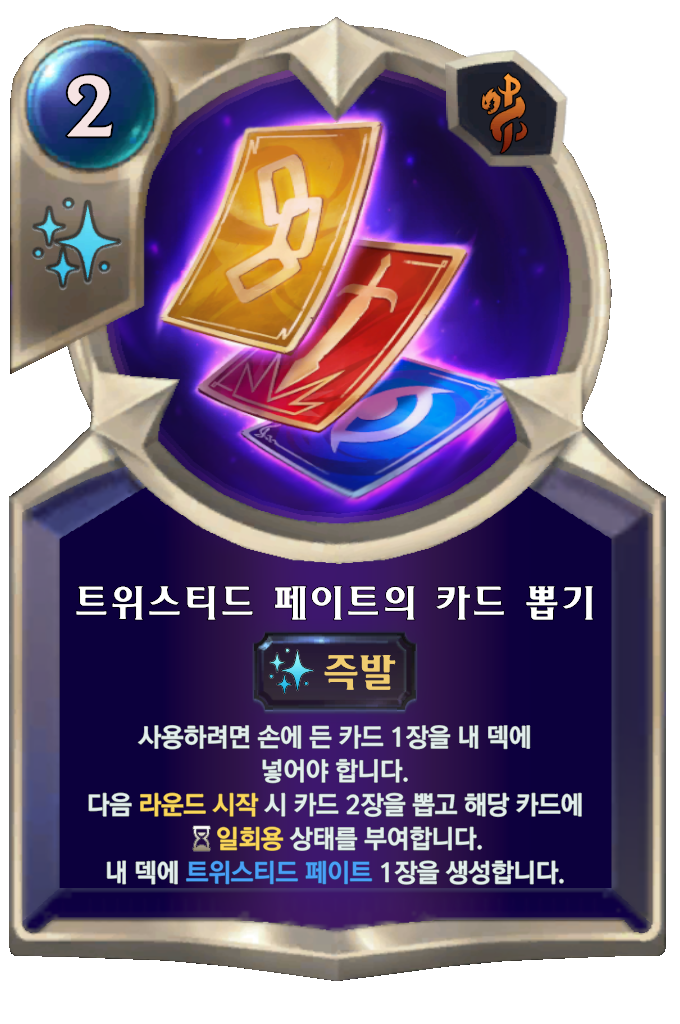 2
트위스티드 페이트의 카드 뽑기
즉발
사용하려면 손에 든 카드 1장을 내 덱에
넣어야 합니다.
다음 라운드 시작 시 카드 2장을 뽑고 해당 카드에
일회용 상태를 부여합니다.
내 덱에 트위스티드 페이트 1장을 생성합니다.